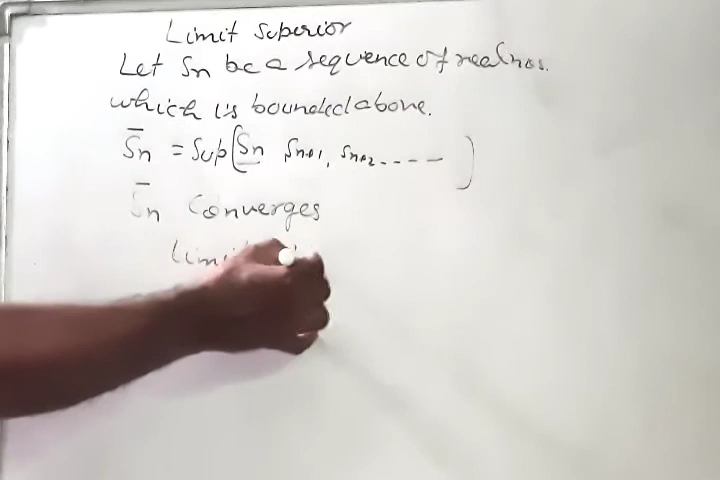 Limit Superior
Let Sn be a sequence of real nos.
which is bounded above.
S̅n = Sup(Sn Sn+1, Sn+2 -----)
S̅n Converges
Limi